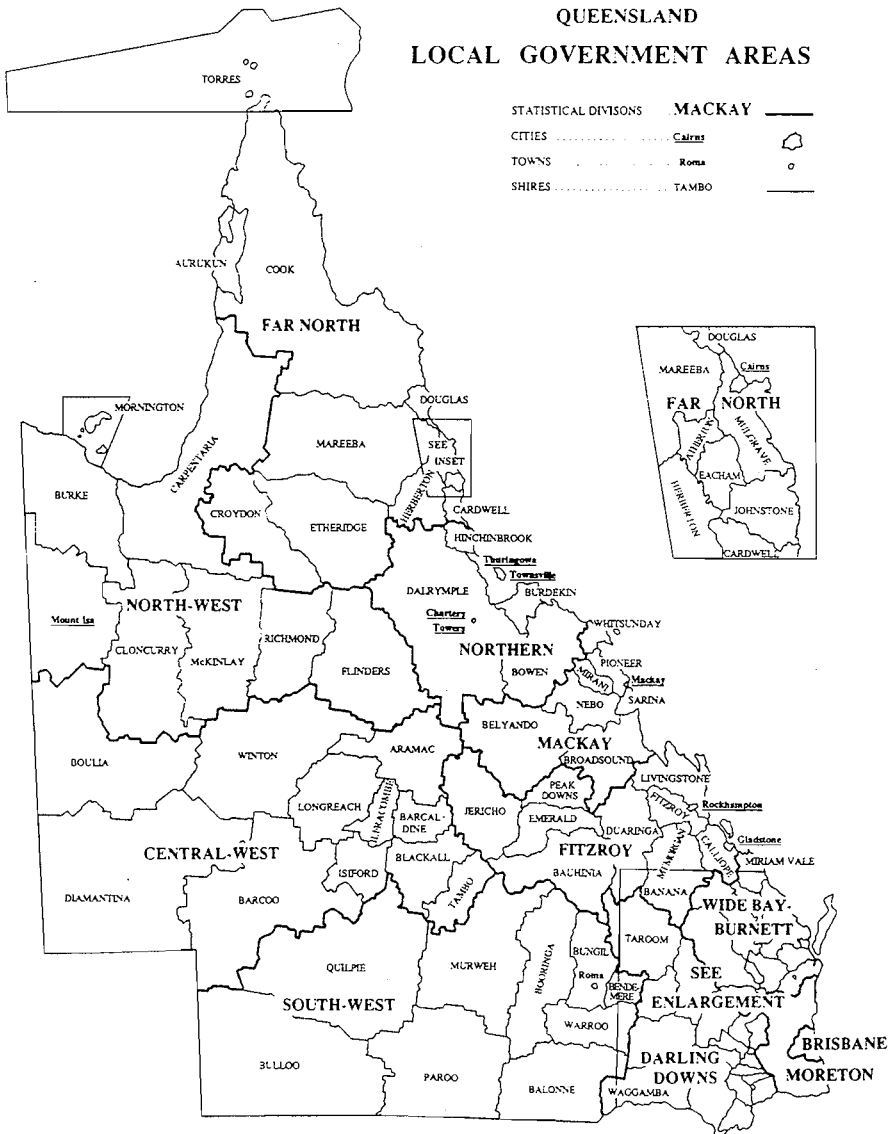 QUEENSLAND
LOCAL GOVERNMENT AREAS
STATISTICAL DIVISONS MACKAY
CITIES .......... ..... Cairns
TOWNS . . . . . Roma
SHIRES ................... TAMBO
TORRES
AURUKUN
COOK
FAR NORTH
DOUGLAS
MAREEBA
Cairns
FAR NORTH
ATHERTON
MULGRAVE
EACHAM
HERBERTON
JOHNSTONE
CARDWELL
MORNINGTON
DOUGLAS
MAREEBA
SEE
INSET
CARPENTARIA
BURKE
CROYDON
ETHERIDGE
HERBERTON
CARDWELL
HINCHINBROOK
Thuringowa
Townsville
DALRYMPLE
BURDEKIN
NORTH-WEST
Mount Isa
Charters
Towers
RICHMOND
WHITSUNDAY
CLONCURRY
McKINLAY
NORTHERN
FLINDERS
BOWEN
PIONEER
MIRANI
Mackay
NEBO
SARINA
BELYANDO
ARAMAC
MACKAY
BOULIA
WINTON
BROADSOUND
LIVINGSTONE
PEAK
DOWNS
LONGREACH
ILFRACOMBE
BARCAL-
DINE
JERICHO
EMERALD
FITZROY
Rockhampton
DUARINGA
Gladstone
CENTRAL-WEST
BLACKALL
FITZROY
MT MORGAN
CALLIOPE
MIRIAM VALE
ISIFORD
BAUHINIA
DIAMANTINA
BARCOO
TAMBO
BANANA
WIDE BAY-
BURNETT
TAROOM
QUILPIE
MURWEH
BOORINGA
BUNGIL
SEE
Roma
BENDE-
MERE
ENLARGEMENT
SOUTH-WEST
WARROO
BRISBANE
DARLING
DOWNS
MORETON
BULLOO
PAROO
BALONNE
WAGGAMBA